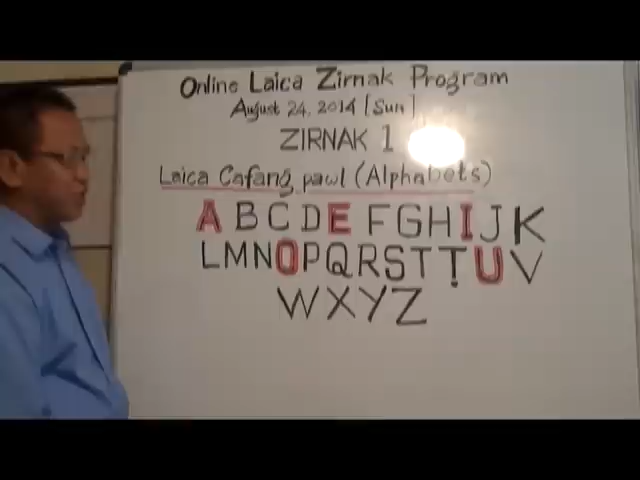 Online Laica Zirnak Program
August 24, 2014 [Sun]
ZIRNAK 1
Laica Cafang pawl (Alphabets)
A B C D E F G H I J K
L M N O P Q R S T Ṭ U V
W X Y Z